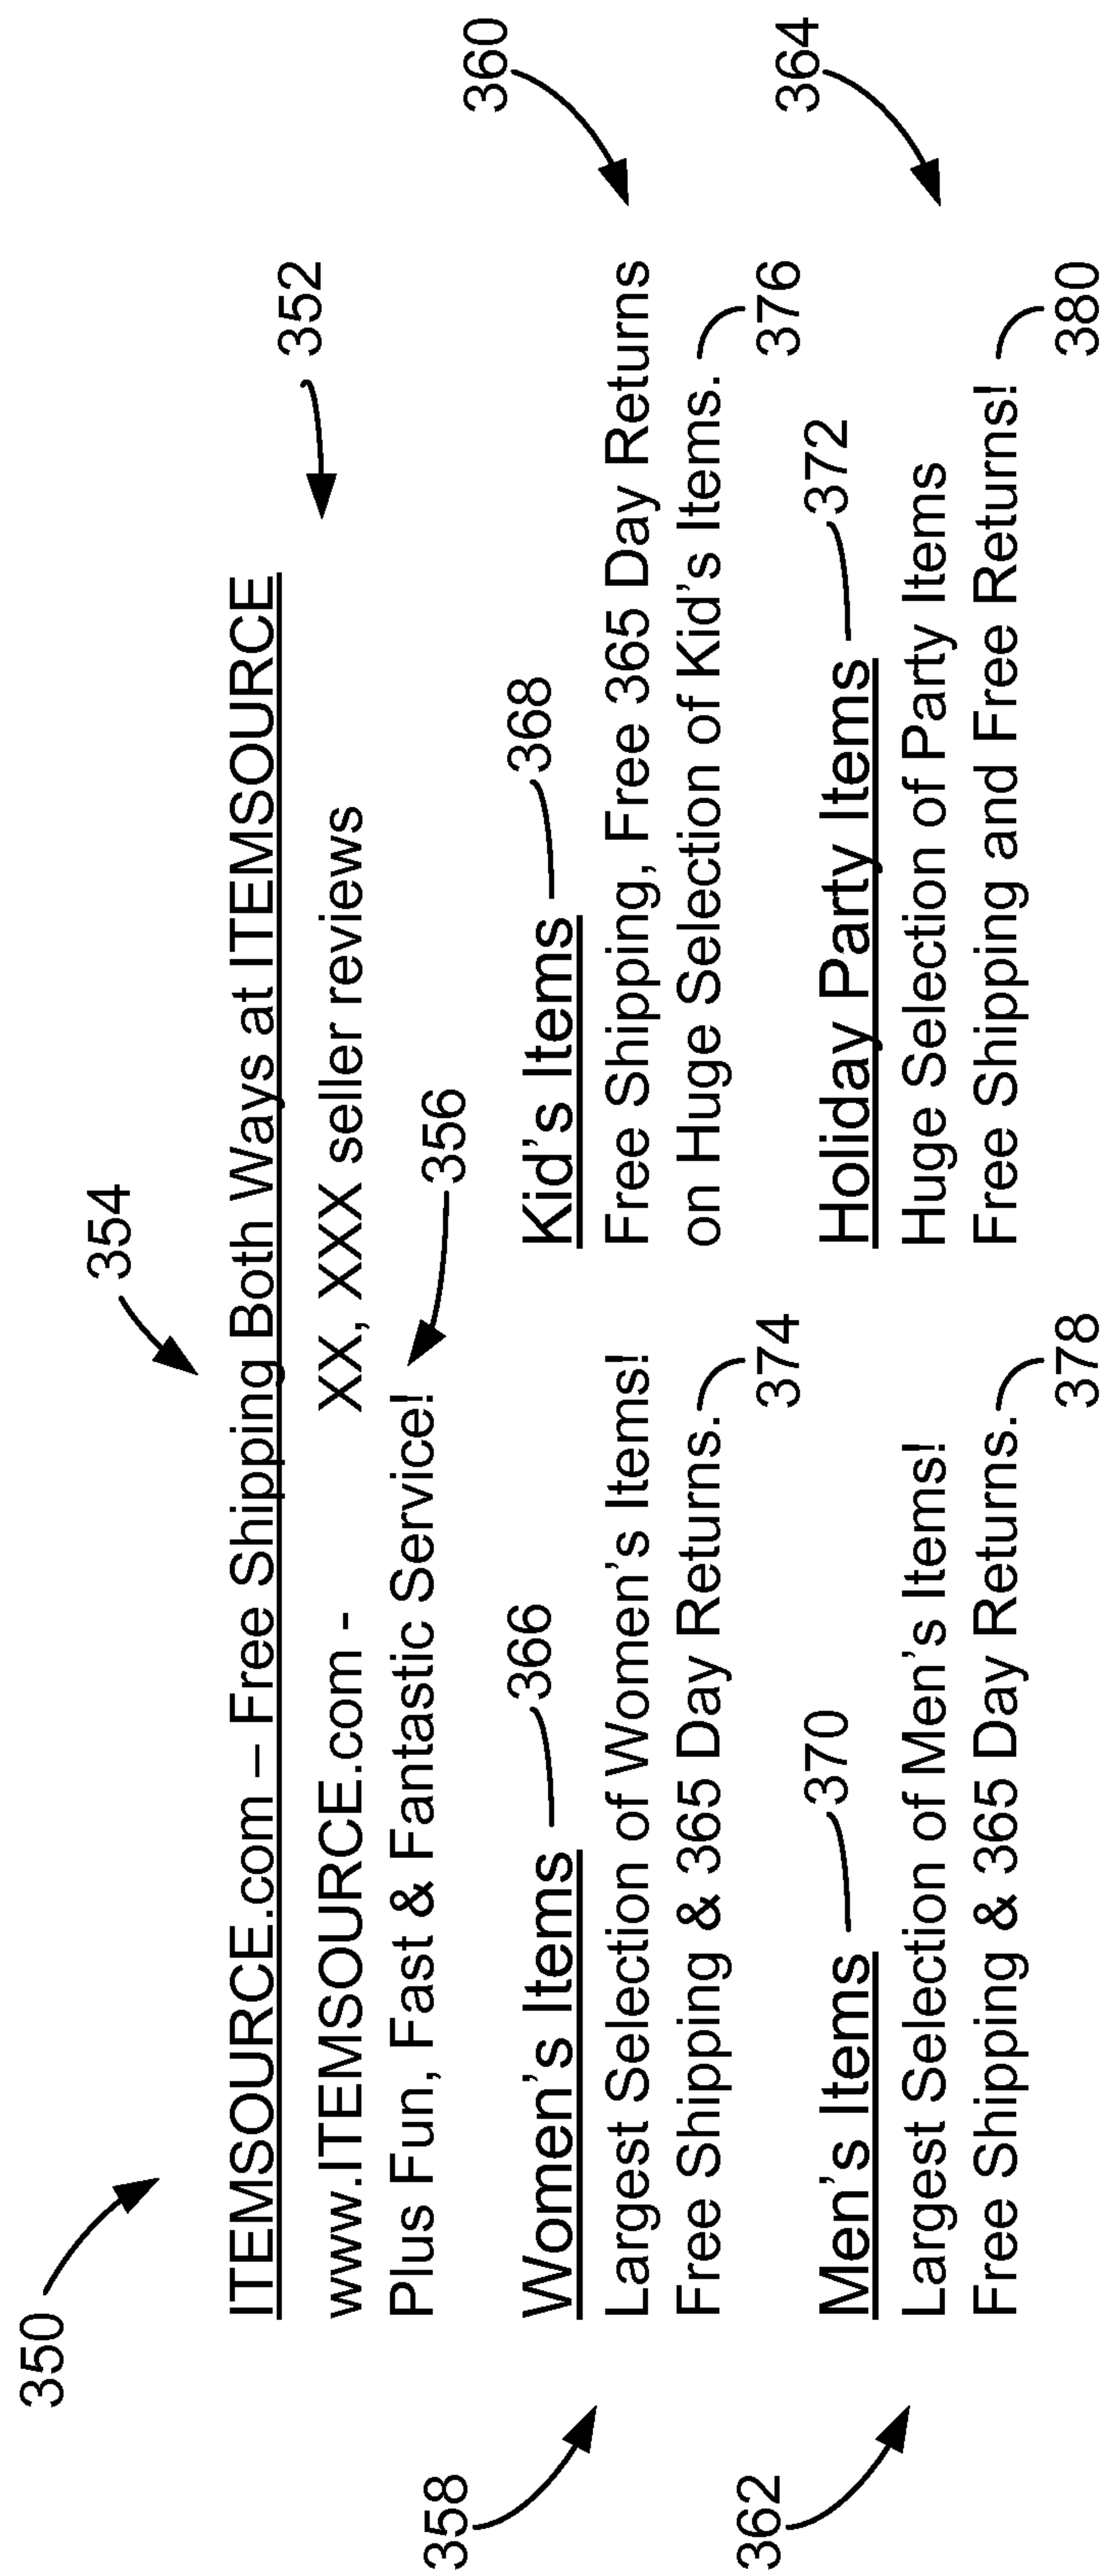 350
354
352
ITEMSOURCE.com – Free Shipping Both Ways at ITEMSOURCE
www.ITEMSOURCE.com - XX, XXX seller reviews
Plus Fun, Fast & Fantastic Service!
356
358
360
Women's Items 366
Largest Selection of Women's Items!
Free Shipping & 365 Day Returns.
374
Kid's Items 368
Free Shipping, Free 365 Day Returns
on Huge Selection of Kid's Items.
376
362
364
Men's Items 370
Largest Selection of Men's Items!
Free Shipping & 365 Day Returns.
378
Holiday Party Items 372
Huge Selection of Party Items
Free Shipping and Free Returns!
380